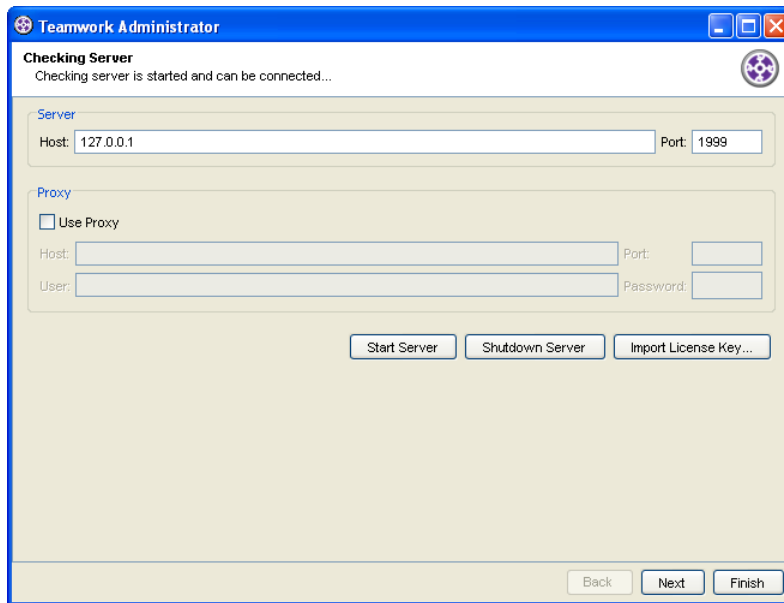 Teamwork Administrator
Checking Server
Checking server is started and can be connected...
Server
Host: 127.0.0.1 Port: 1999
Proxy
Use Proxy
Host: Port:
User: Password:
Start Server Shutdown Server Import License Key...
Back Next Finish